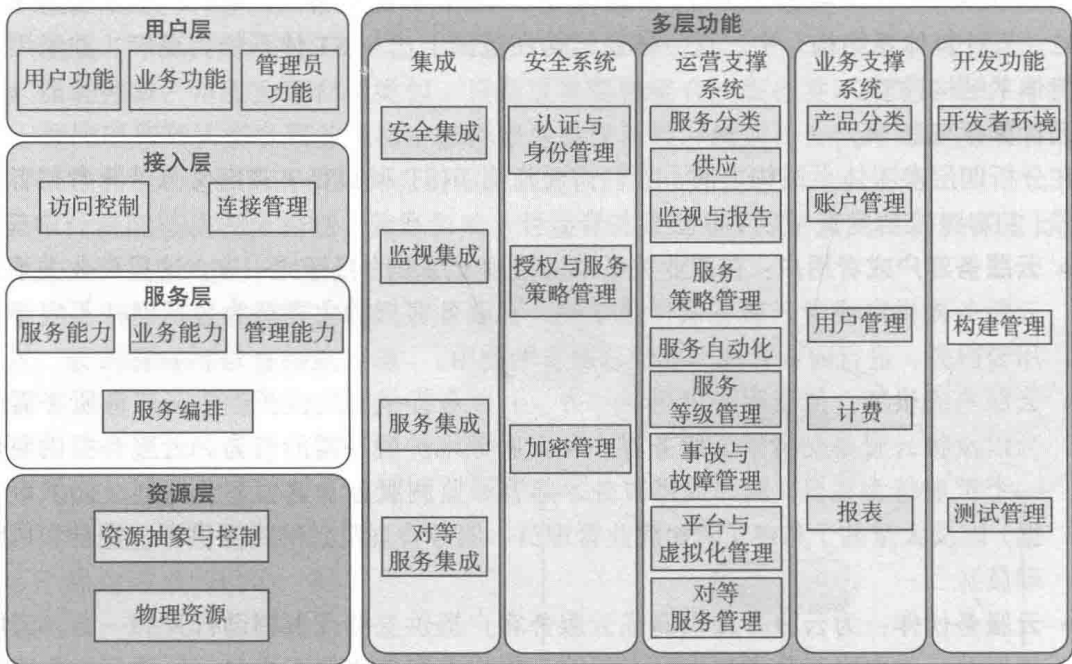 用户层
用户功能
业务功能
管理员
功能
接入层
访问控制
连接管理
服务层
服务能力
业务能力
管理能力
服务编排
资源层
资源抽象与控制
物理资源
多层功能
集成
安全集成
监视集成
服务集成
对等
服务集成
安全系统
认证与
身份管理
授权与服务
策略管理
加密管理
运营支撑
系统
服务分类
供应
监视与报告
服务
策略管理
服务自动化
服务
等级管理
事故与
故障管理
平台与
虚拟化管理
对等
服务管理
业务支撑
系统
产品分类
账户管理
用户管理
计费
报表
开发功能
开发者环境
构建管理
测试管理